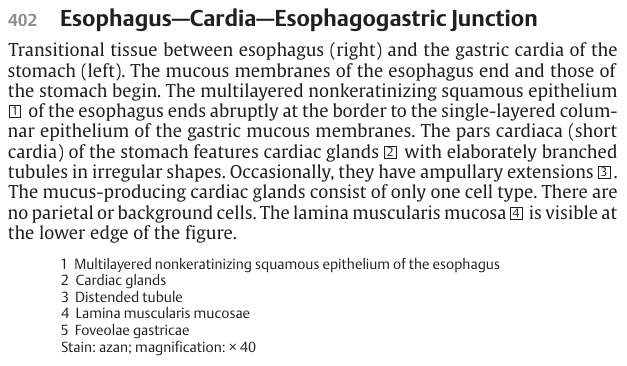 402 Esophagus—Cardia—Esophagogastric Junction
Transitional tissue between esophagus (right) and the gastric cardia of the
stomach (left). The mucous membranes of the esophagus end and those of
the stomach begin. The multilayered nonkeratinizing squamous epithelium
1 of the esophagus ends abruptly at the border to the single-layered colum-
nar epithelium of the gastric mucous membranes. The pars cardiaca (short
cardia) of the stomach features cardiac glands 2 with elaborately branched
tubules in irregular shapes. Occasionally, they have ampullary extensions 3.
The mucus-producing cardiac glands consist of only one cell type. There are
no parietal or background cells. The lamina muscularis mucosa 4 is visible at
the lower edge of the figure.
1 Multilayered nonkeratinizing squamous epithelium of the esophagus
2 Cardiac glands
3 Distended tubule
4 Lamina muscularis mucosae
5 Foveolae gastricae
Stain: azan; magnification: × 40